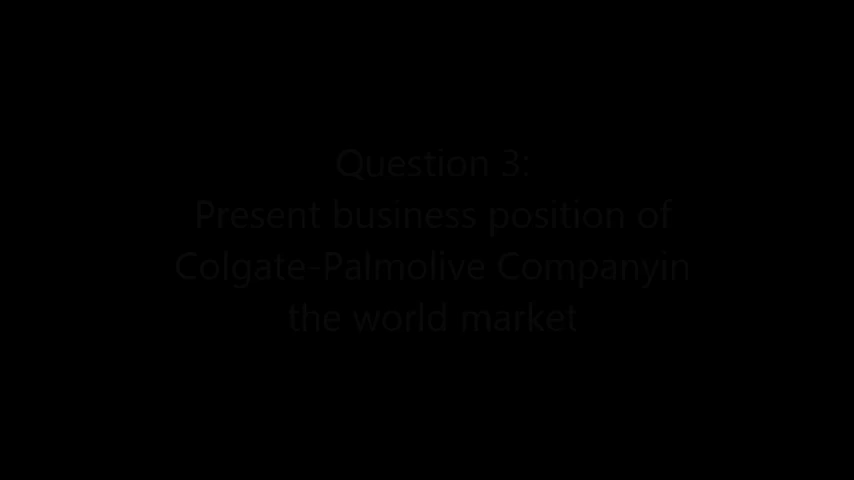 Question 3:
Present business position of
Colgate-Palmolive Companyin
the world market